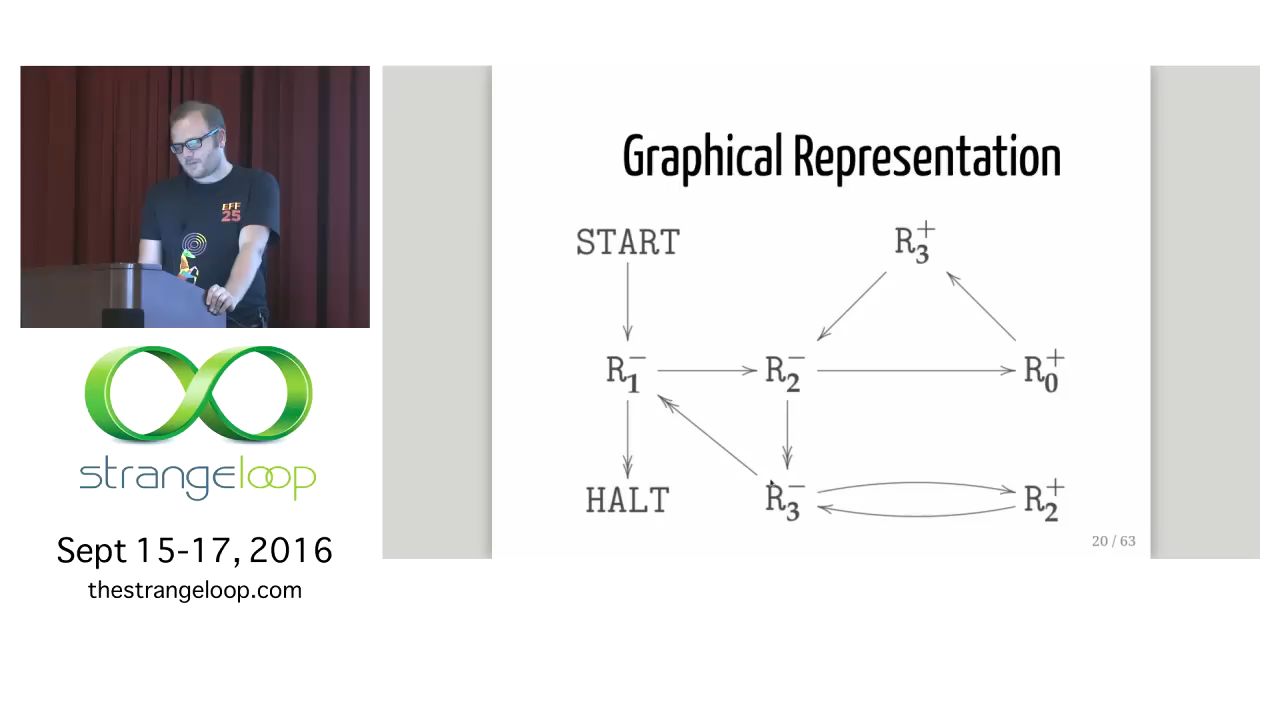 EFF
25
strangeloop
Sept 15-17, 2016
thestrangeloop.com
Graphical Representation
START
R₃⁺
R₁⁻
R₂⁻
R₀⁺
HALT
R₃⁻
R₂⁺
20 / 63